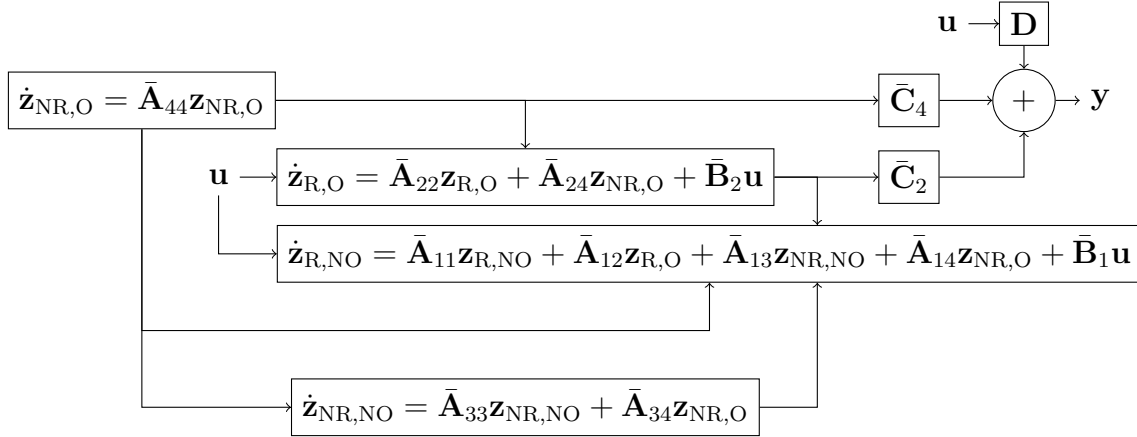 u D
ż_NR,O = Ā_44 z_NR,O C̄_4 + y
u ż_R,O = Ā_22 z_R,O + Ā_24 z_NR,O + B̄_2 u C̄_2
ż_R,NO = Ā_11 z_R,NO + Ā_12 z_R,O + Ā_13 z_NR,NO + Ā_14 z_NR,O + B̄_1 u
ż_NR,NO = Ā_33 z_NR,NO + Ā_34 z_NR,O